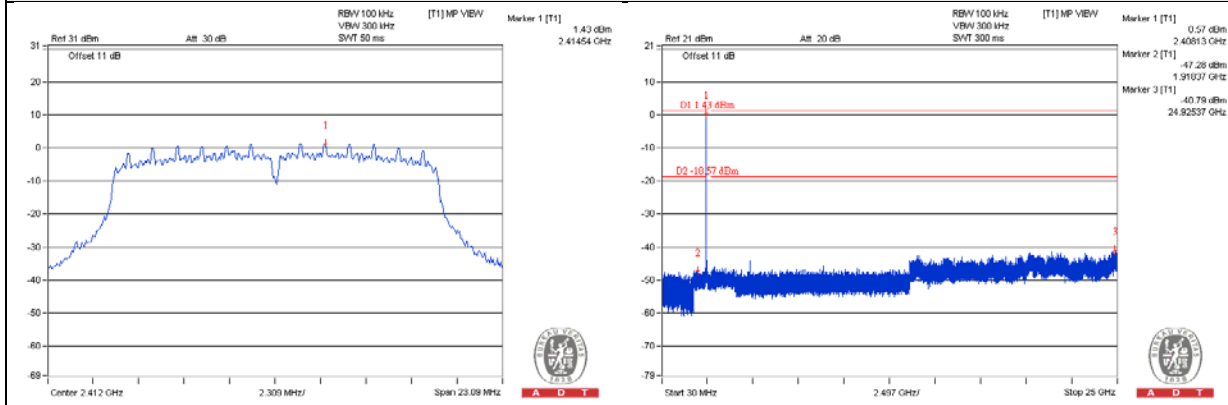 RBW 100 kHz
[T1] MP VIEW
VBW 300 kHz
Ref 31 dBm
Att 30 dB
SWT 50 ms
Marker 1 [T1]
1.43 dBm
2.41454 GHz
31
Offset 11 dB
20
10
0
-10
-20
-30
-40
-50
-60
-69
1
Center 2.412 GHz
2.309 MHz/
Span 23.09 MHz
BUREAU VERITAS
1828
A D T
RBW 100 kHz
[T1] MP VIEW
VBW 300 kHz
Ref 21 dBm
Att 20 dB
SWT 300 ms
Marker 1 [T1]
0.57 dBm
2.40813 GHz
Marker 2 [T1]
-47.28 dBm
1.91837 GHz
Marker 3 [T1]
-40.79 dBm
24.92537 GHz
21
Offset 11 dB
10
0
-10
-20
-30
-40
-50
-60
-70
-79
1
D1 1.43 dBm
D2 -18.57 dBm
2
3
Start 30 MHz
2.497 GHz/
Stop 25 GHz
BUREAU VERITAS
1828
A D T